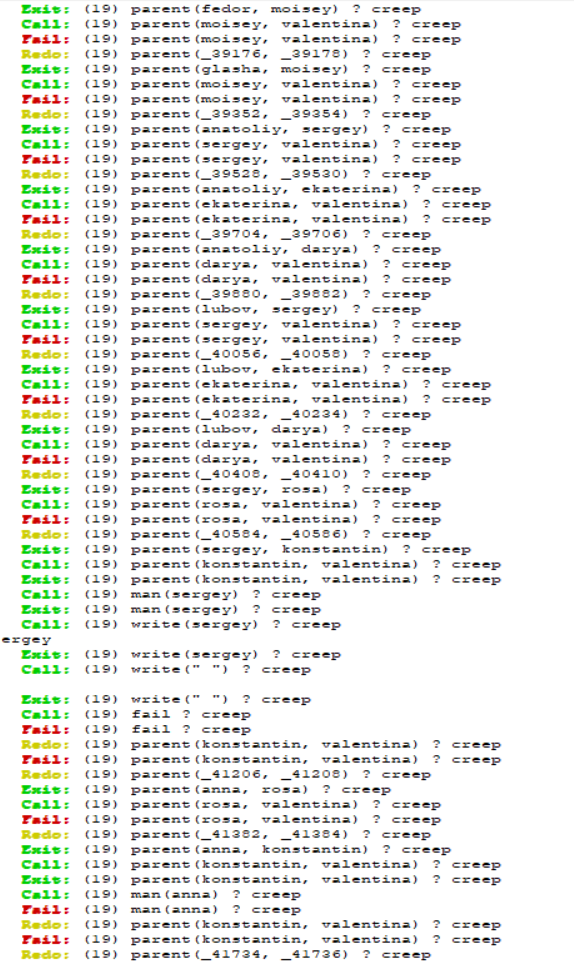 Exit: (19) parent(fedor, moisey) ? creep
Call: (19) parent(moisey, valentina) ? creep
Fail: (19) parent(moisey, valentina) ? creep
Redo: (19) parent(_39176, _39178) ? creep
Exit: (19) parent(glasha, moisey) ? creep
Call: (19) parent(moisey, valentina) ? creep
Fail: (19) parent(moisey, valentina) ? creep
Redo: (19) parent(_39352, _39354) ? creep
Exit: (19) parent(anatoliy, sergey) ? creep
Call: (19) parent(sergey, valentina) ? creep
Fail: (19) parent(sergey, valentina) ? creep
Redo: (19) parent(_39528, _39530) ? creep
Exit: (19) parent(anatoliy, ekaterina) ? creep
Call: (19) parent(ekaterina, valentina) ? creep
Fail: (19) parent(ekaterina, valentina) ? creep
Redo: (19) parent(_39704, _39706) ? creep
Exit: (19) parent(anatoliy, darya) ? creep
Call: (19) parent(darya, valentina) ? creep
Fail: (19) parent(darya, valentina) ? creep
Redo: (19) parent(_39880, _39882) ? creep
Exit: (19) parent(lubov, sergey) ? creep
Call: (19) parent(sergey, valentina) ? creep
Fail: (19) parent(sergey, valentina) ? creep
Redo: (19) parent(_40056, _40058) ? creep
Exit: (19) parent(lubov, ekaterina) ? creep
Call: (19) parent(ekaterina, valentina) ? creep
Fail: (19) parent(ekaterina, valentina) ? creep
Redo: (19) parent(_40232, _40234) ? creep
Exit: (19) parent(lubov, darya) ? creep
Call: (19) parent(darya, valentina) ? creep
Fail: (19) parent(darya, valentina) ? creep
Redo: (19) parent(_40408, _40410) ? creep
Exit: (19) parent(sergey, rosa) ? creep
Call: (19) parent(rosa, valentina) ? creep
Fail: (19) parent(rosa, valentina) ? creep
Redo: (19) parent(_40584, _40586) ? creep
Exit: (19) parent(sergey, konstantin) ? creep
Call: (19) parent(konstantin, valentina) ? creep
Exit: (19) parent(konstantin, valentina) ? creep
Call: (19) man(sergey) ? creep
Exit: (19) man(sergey) ? creep
Call: (19) write(sergey) ? creep
ergey
Exit: (19) write(sergey) ? creep
Call: (19) write(" ") ? creep
Exit: (19) write(" ") ? creep
Call: (19) fail ? creep
Fail: (19) fail ? creep
Redo: (19) parent(konstantin, valentina) ? creep
Fail: (19) parent(konstantin, valentina) ? creep
Redo: (19) parent(_41206, _41208) ? creep
Exit: (19) parent(anna, rosa) ? creep
Call: (19) parent(rosa, valentina) ? creep
Fail: (19) parent(rosa, valentina) ? creep
Redo: (19) parent(_41382, _41384) ? creep
Exit: (19) parent(anna, konstantin) ? creep
Call: (19) parent(konstantin, valentina) ? creep
Exit: (19) parent(konstantin, valentina) ? creep
Call: (19) man(anna) ? creep
Fail: (19) man(anna) ? creep
Redo: (19) parent(konstantin, valentina) ? creep
Fail: (19) parent(konstantin, valentina) ? creep
Redo: (19) parent(_41734, _41736) ? creep